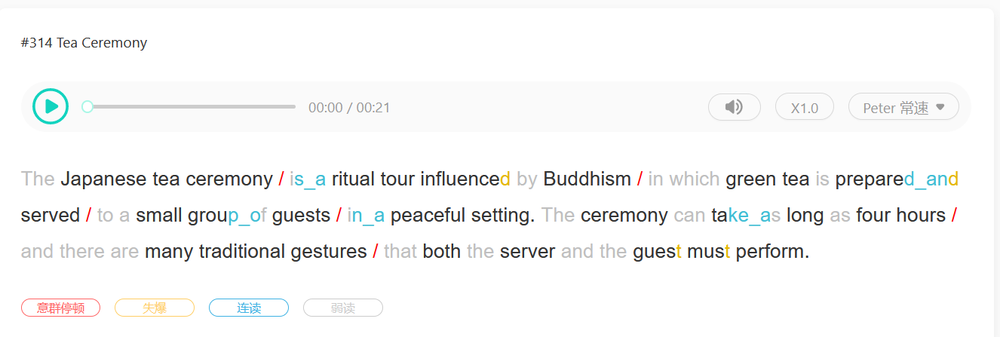 #314 Tea Ceremony
00:00 / 00:21
X1.0
Peter 常速
The Japanese tea ceremony / is_a ritual tour influenced by Buddhism / in which green tea is prepared_and
served / to a small group_of guests / in_a peaceful setting. The ceremony can take_as long as four hours /
and there are many traditional gestures / that both the server and the guest must perform.
意群停顿 失爆 连读 弱读